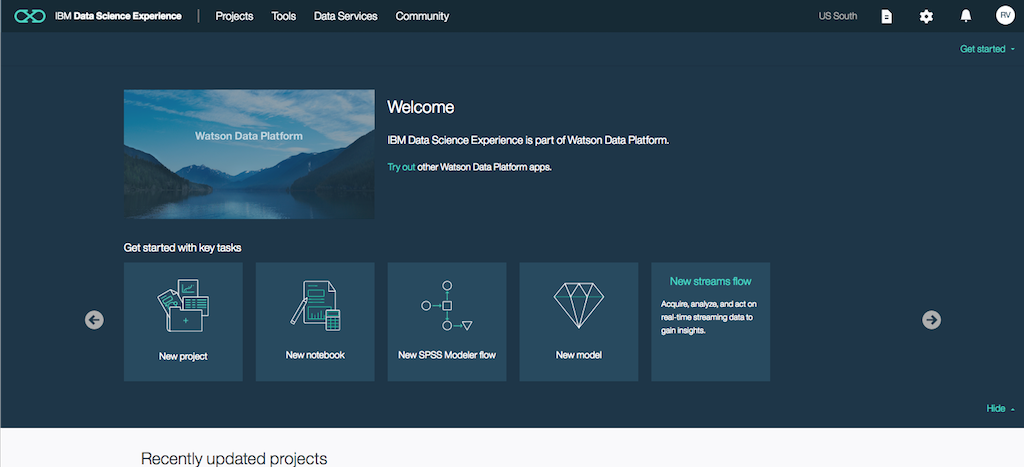 IBM Data Science Experience
Projects
Tools
Data Services
Community
US South
RV
Get started
Watson Data Platform
Welcome
IBM Data Science Experience is part of Watson Data Platform.
Try out other Watson Data Platform apps.
Get started with key tasks
New project
New notebook
New SPSS Modeler flow
New model
New streams flow
Acquire, analyze, and act on
real-time streaming data to
gain insights.
Hide
Recently updated projects